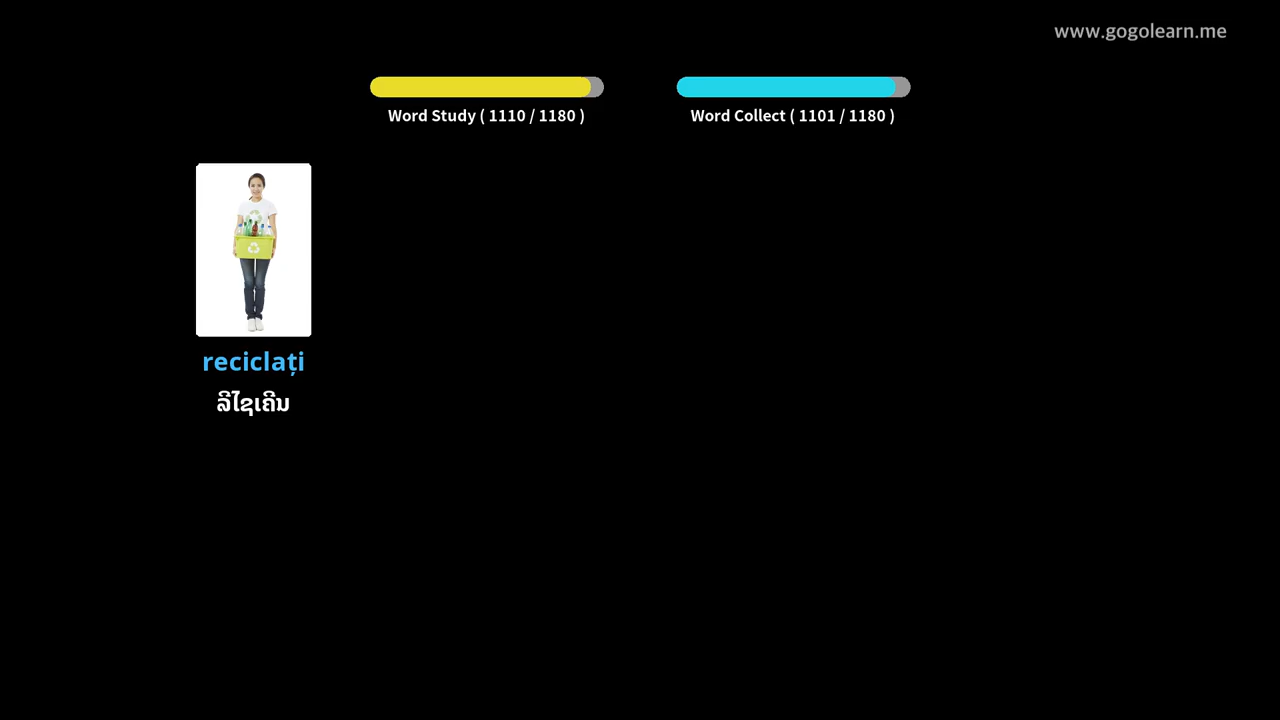 www.gogolearn.me
Word Study ( 1110 / 1180 )
Word Collect ( 1101 / 1180 )
reciclați
ລີໄຊເຄີນ